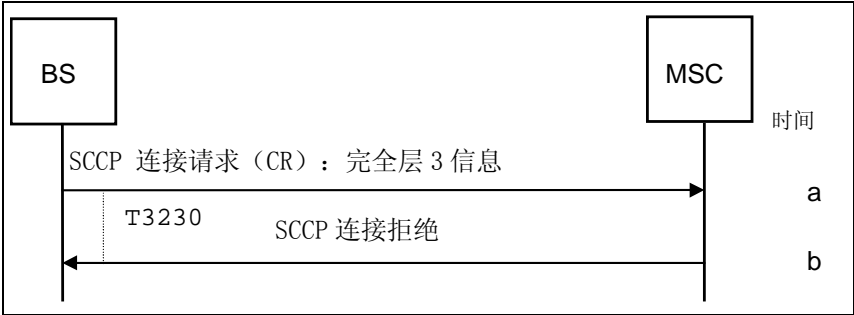 BS
MSC
时间
SCCP 连接请求（CR）：完全层 3 信息
a
T3230
SCCP 连接拒绝
b